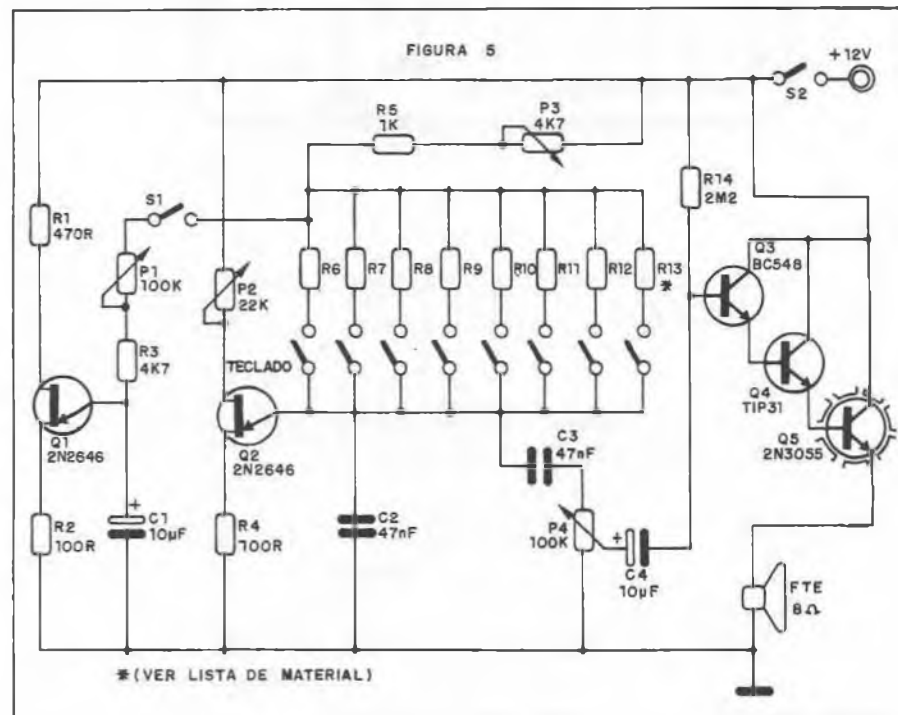 FIGURA 5
+12V
S2
R5
1K
P3
4K7
R14
2M2
S1
R1
470R
P1
100K
P2
22K
R6
R7
R8
R9
R10
R11
R12
R13
*
Q3
BC548
R3
4K7
TECLADO
Q4
TIP31
Q1
2N2646
Q2
2N2646
Q5
2N3055
C3
47nF
R2
100R
+
C1
10µF
R4
100R
C2
47nF
P4
100K
+
C4
10µF
FTE
8Ω
*(VER LISTA DE MATERIAL)